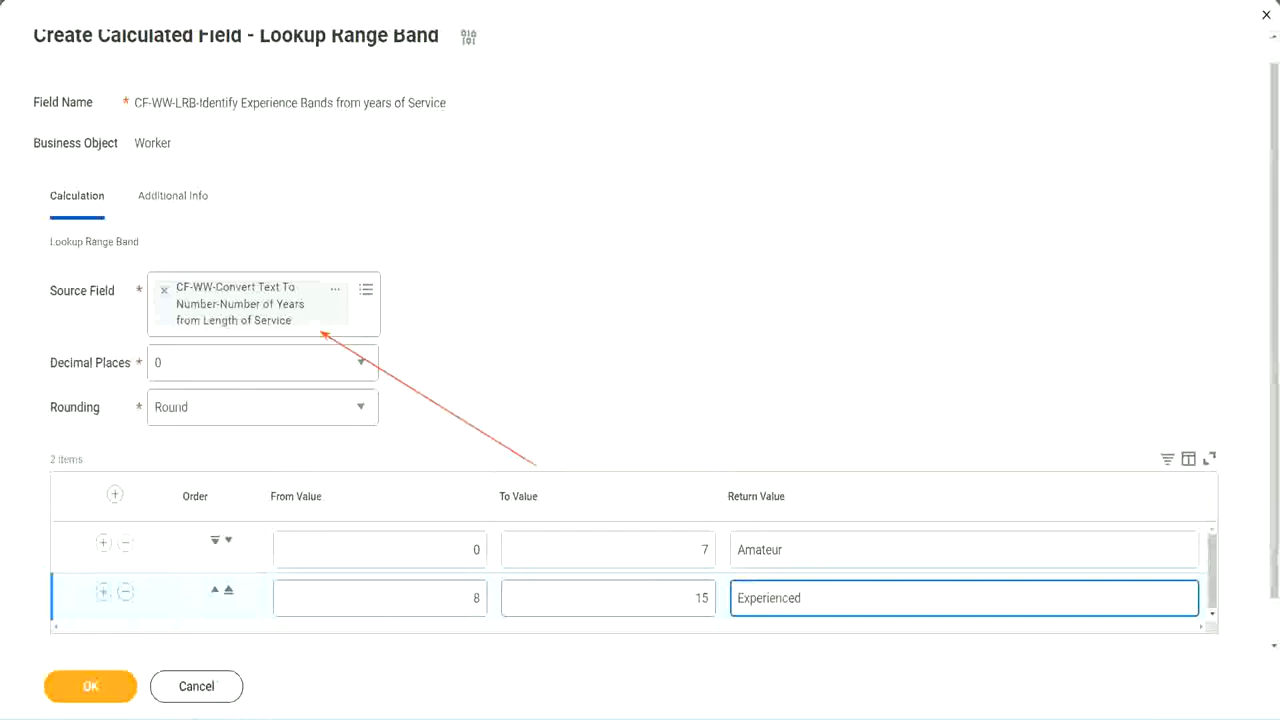 Create Calculated Field - Lookup Range Band
Field Name * CF-WW-LRB-Identify Experience Bands from years of Service
Business Object Worker
Calculation Additional Info
Lookup Range Band
Source Field * × CF-WW-Convert Text To
Number-Number of Years
from Length of Service
Decimal Places * 0
Rounding * Round
2 items
Order From Value To Value Return Value
0 7 Amateur
8 15 Experienced
OK Cancel